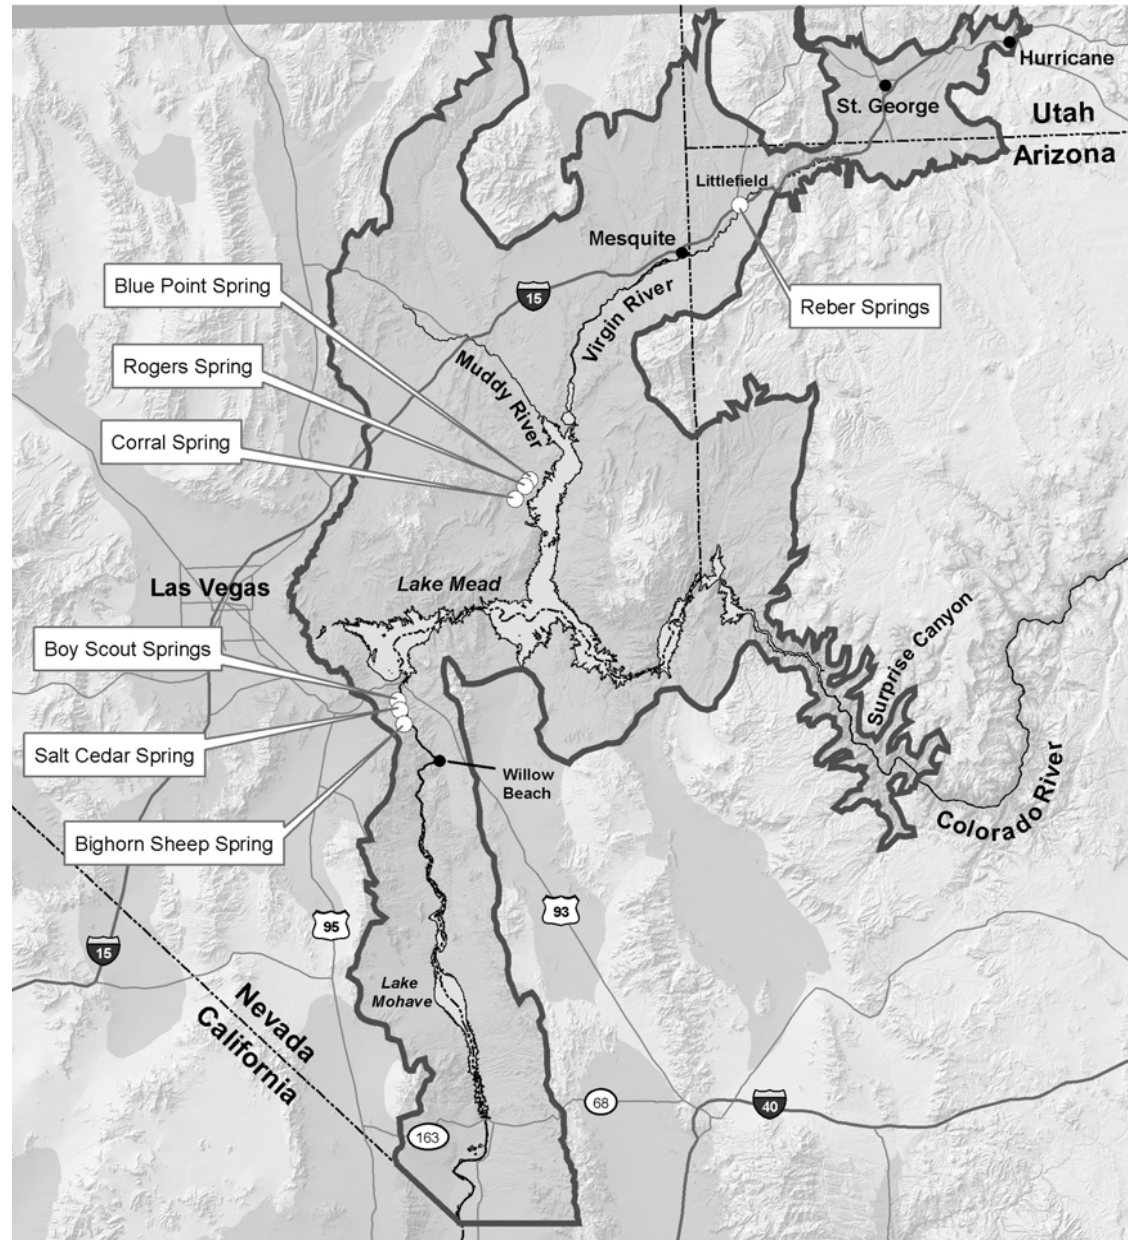 Hurricane
St. George
Utah
Arizona
Littlefield
Mesquite
Blue Point Spring
15
Virgin River
Reber Springs
Rogers Spring
Muddy River
Corral Spring
Las Vegas
Lake Mead
Boy Scout Springs
Surprise Canyon
Salt Cedar Spring
Willow
Beach
Colorado River
Bighorn Sheep Spring
95
93
15
Lake
Mohave
Nevada
California
68
40
163